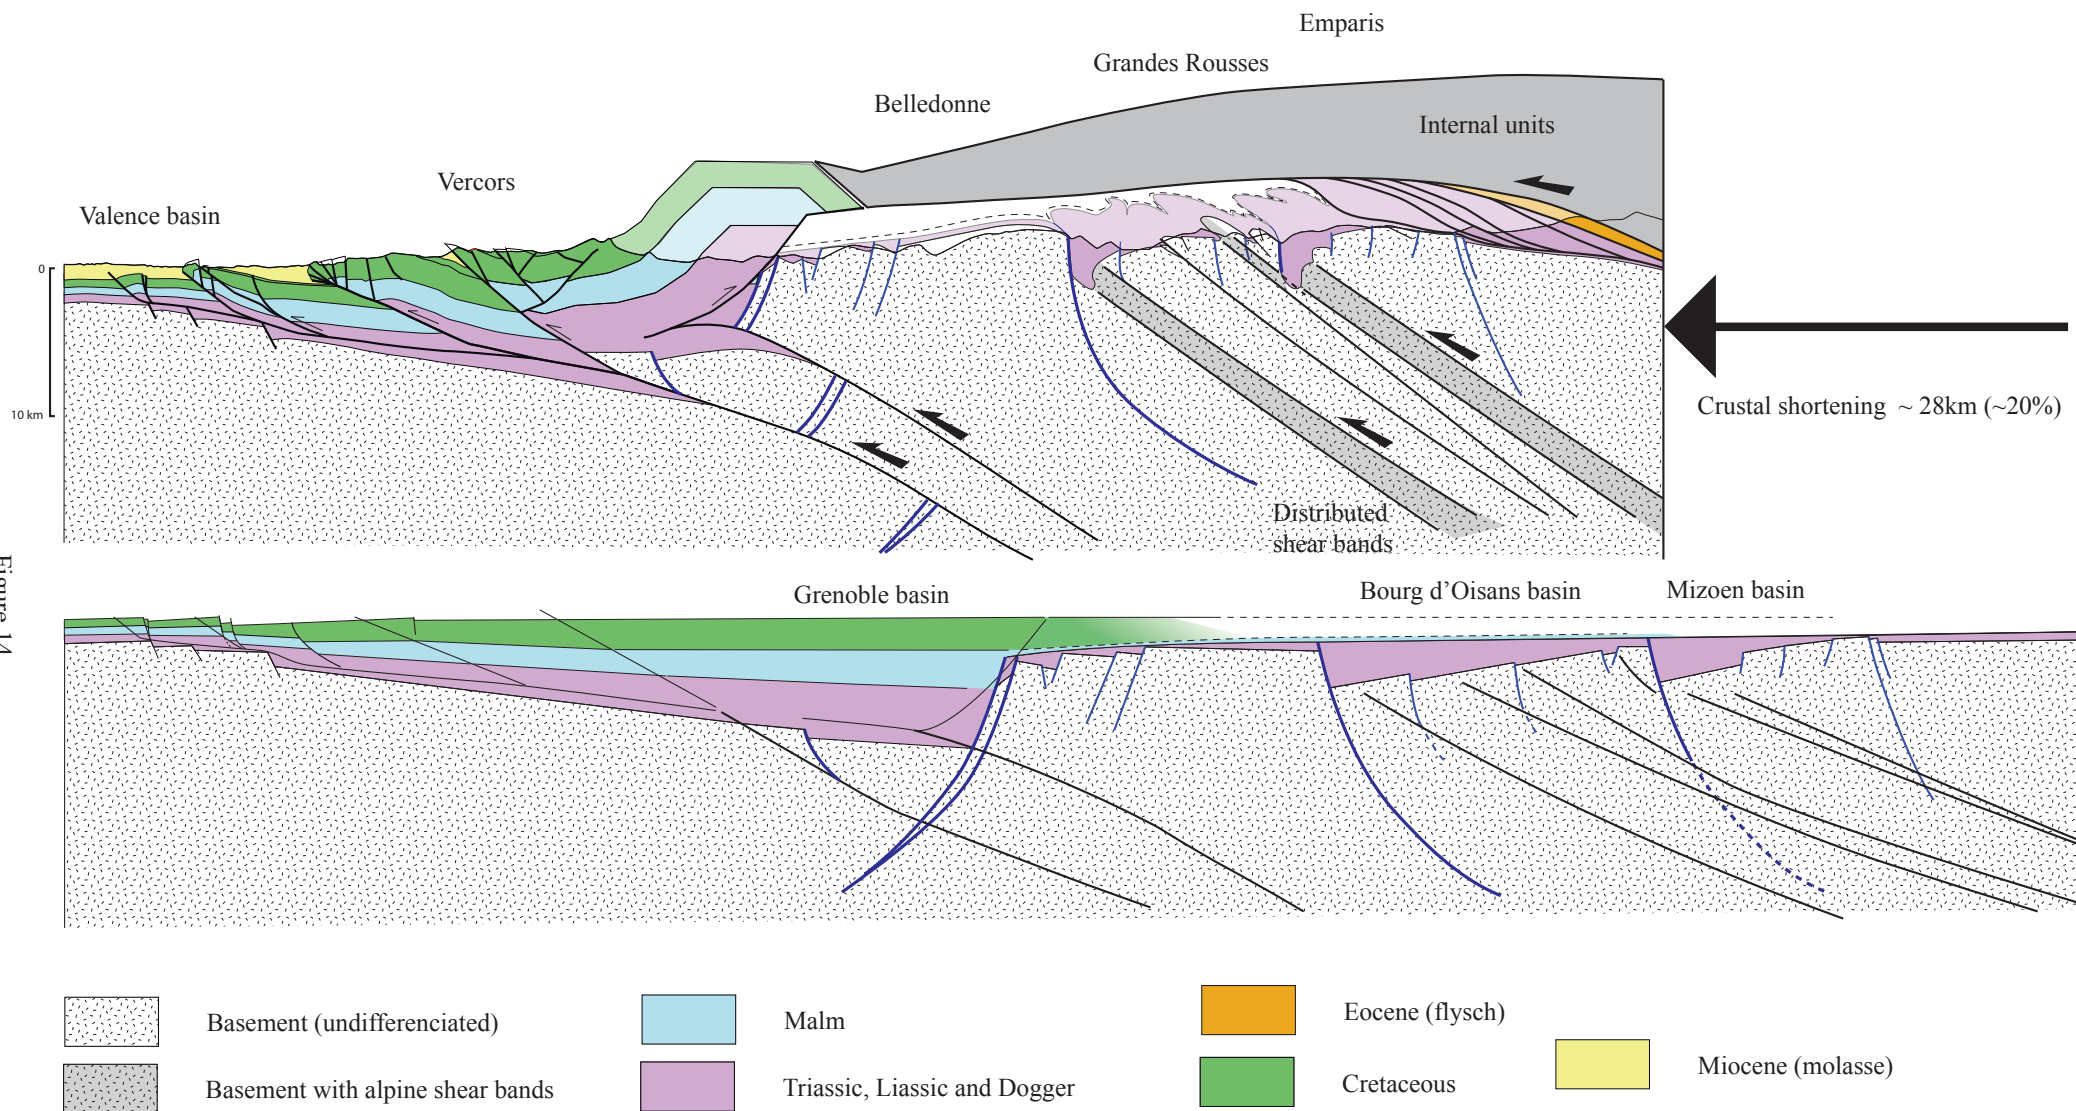 Emparis
Grandes Rousses
Belledonne
Internal units
Vercors
Valence basin
0
10 km
Crustal shortening ~ 28km (~20%)
Distributed
shear bands
Grenoble basin
Bourg d’Oisans basin
Mizoen basin
Basement (undifferenciated)
Malm
Eocene (flysch)
Basement with alpine shear bands
Triassic, Liassic and Dogger
Cretaceous
Miocene (molasse)
Figure